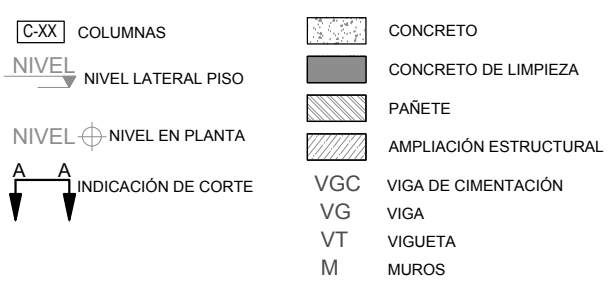 C-XX COLUMNAS
NIVEL NIVEL LATERAL PISO
NIVEL NIVEL EN PLANTA
A A INDICACIÓN DE CORTE
CONCRETO
CONCRETO DE LIMPIEZA
PAÑETE
AMPLIACIÓN ESTRUCTURAL
VGC VIGA DE CIMENTACIÓN
VG VIGA
VT VIGUETA
M MUROS